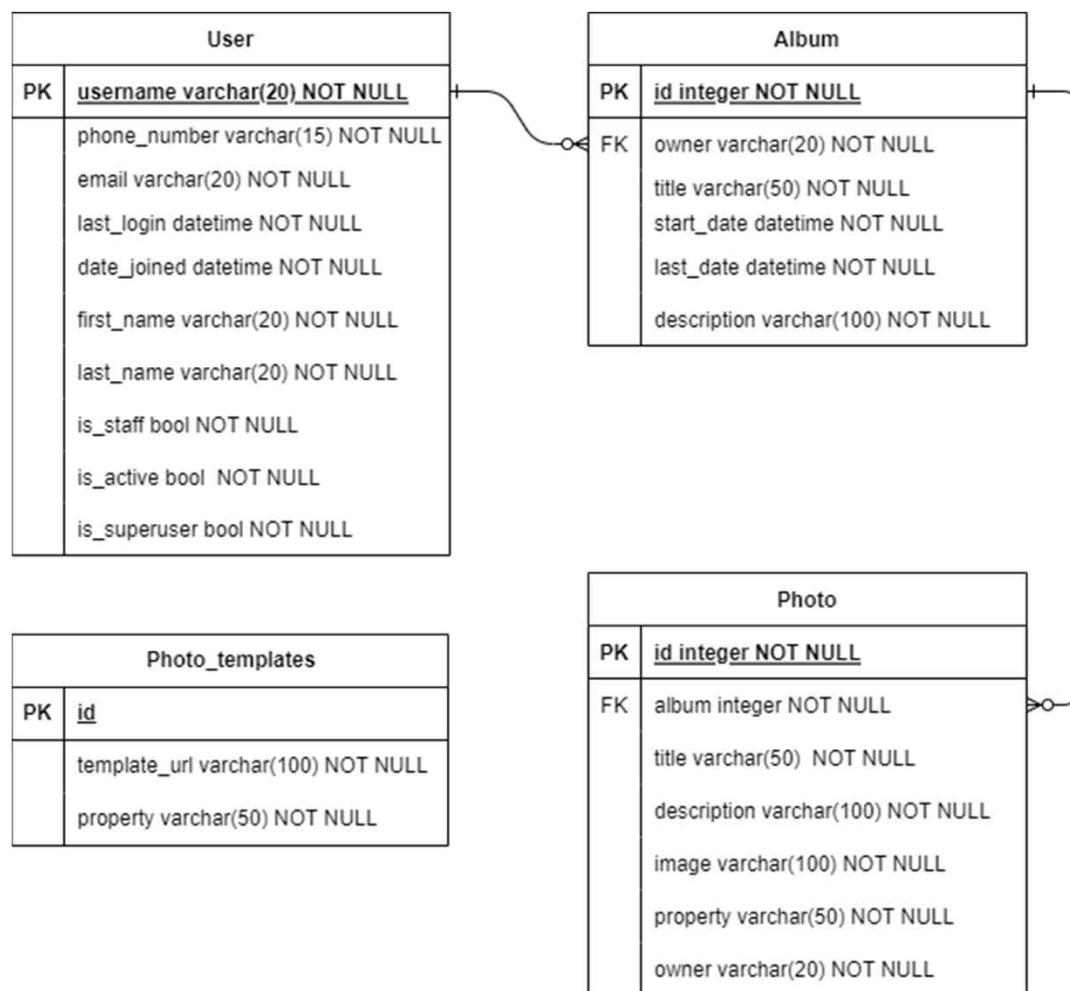 User
PK username varchar(20) NOT NULL
phone_number varchar(15) NOT NULL
email varchar(20) NOT NULL
last_login datetime NOT NULL
date_joined datetime NOT NULL
first_name varchar(20) NOT NULL
last_name varchar(20) NOT NULL
is_staff bool NOT NULL
is_active bool  NOT NULL
is_superuser bool NOT NULL
Album
PK id integer NOT NULL
FK owner varchar(20) NOT NULL
title varchar(50) NOT NULL
start_date datetime NOT NULL
last_date datetime NOT NULL
description varchar(100) NOT NULL
Photo_templates
PK id
template_url varchar(100) NOT NULL
property varchar(50) NOT NULL
Photo
PK id integer NOT NULL
FK album integer NOT NULL
title varchar(50)  NOT NULL
description varchar(100) NOT NULL
image varchar(100) NOT NULL
property varchar(50) NOT NULL
owner varchar(20) NOT NULL